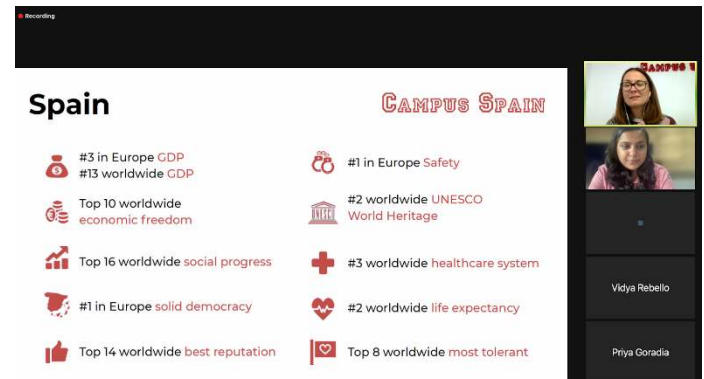 Recording
Spain
CAMPUS SPAIN
#3 in Europe GDP
#13 worldwide GDP
Top 10 worldwide
economic freedom
Top 16 worldwide social progress
#1 in Europe solid democracy
Top 14 worldwide best reputation
#1 in Europe Safety
#2 worldwide UNESCO
World Heritage
UNESCO
#3 worldwide healthcare system
#2 worldwide life expectancy
Top 8 worldwide most tolerant
CAMPUS
Vidya Rebello
Priya Goradia